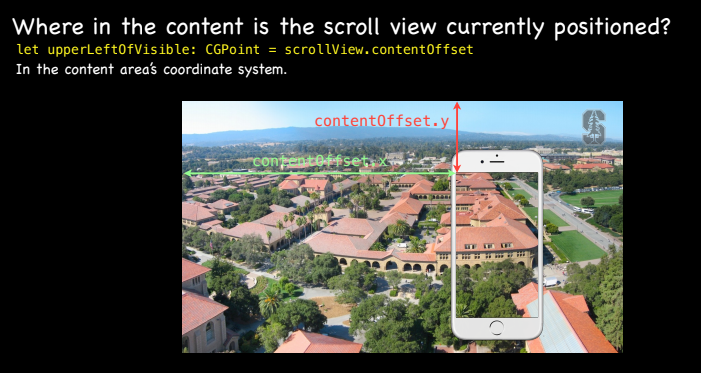 Where in the content is the scroll view currently positioned?
let upperLeftOfVisible: CGPoint = scrollView.contentOffset
In the content area's coordinate system.
contentOffset.y
contentOffset.x
S